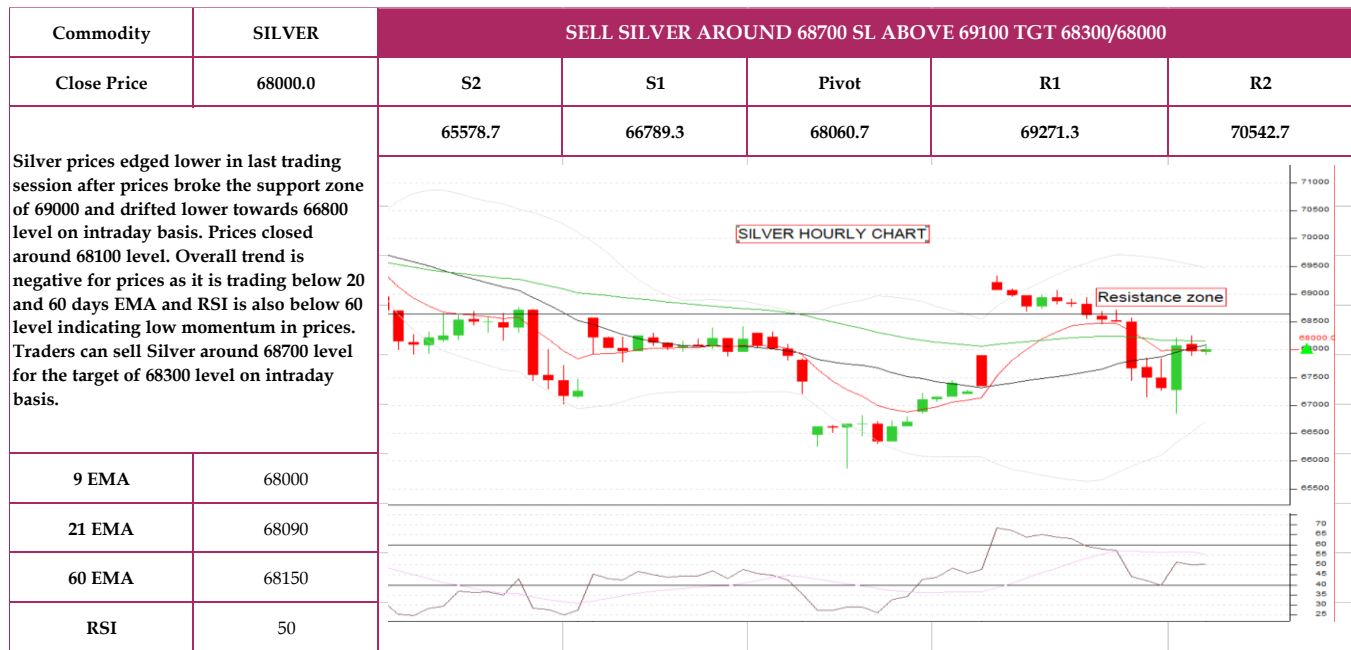 Commodity SILVER SELL SILVER AROUND 68700 SL ABOVE 69100 TGT 68300/68000
Close Price 68000.0 S2 S1 Pivot R1 R2
65578.7 66789.3 68060.7 69271.3 70542.7
Silver prices edged lower in last trading
session after prices broke the support zone
of 69000 and drifted lower towards 66800
level on intraday basis. Prices closed
around 68100 level. Overall trend is
negative for prices as it is trading below 20
and 60 days EMA and RSI is also below 60
level indicating low momentum in prices.
Traders can sell Silver around 68700 level
for the target of 68300 level on intraday
basis.
9 EMA 68000
21 EMA 68090
60 EMA 68150
RSI 50
SILVER HOURLY CHART
Resistance zone
71000
70500
70000
69500
69000
68500
68000.0
67500
67000
66500
66000
65500
70
65
60
55
50
45
40
35
30
25